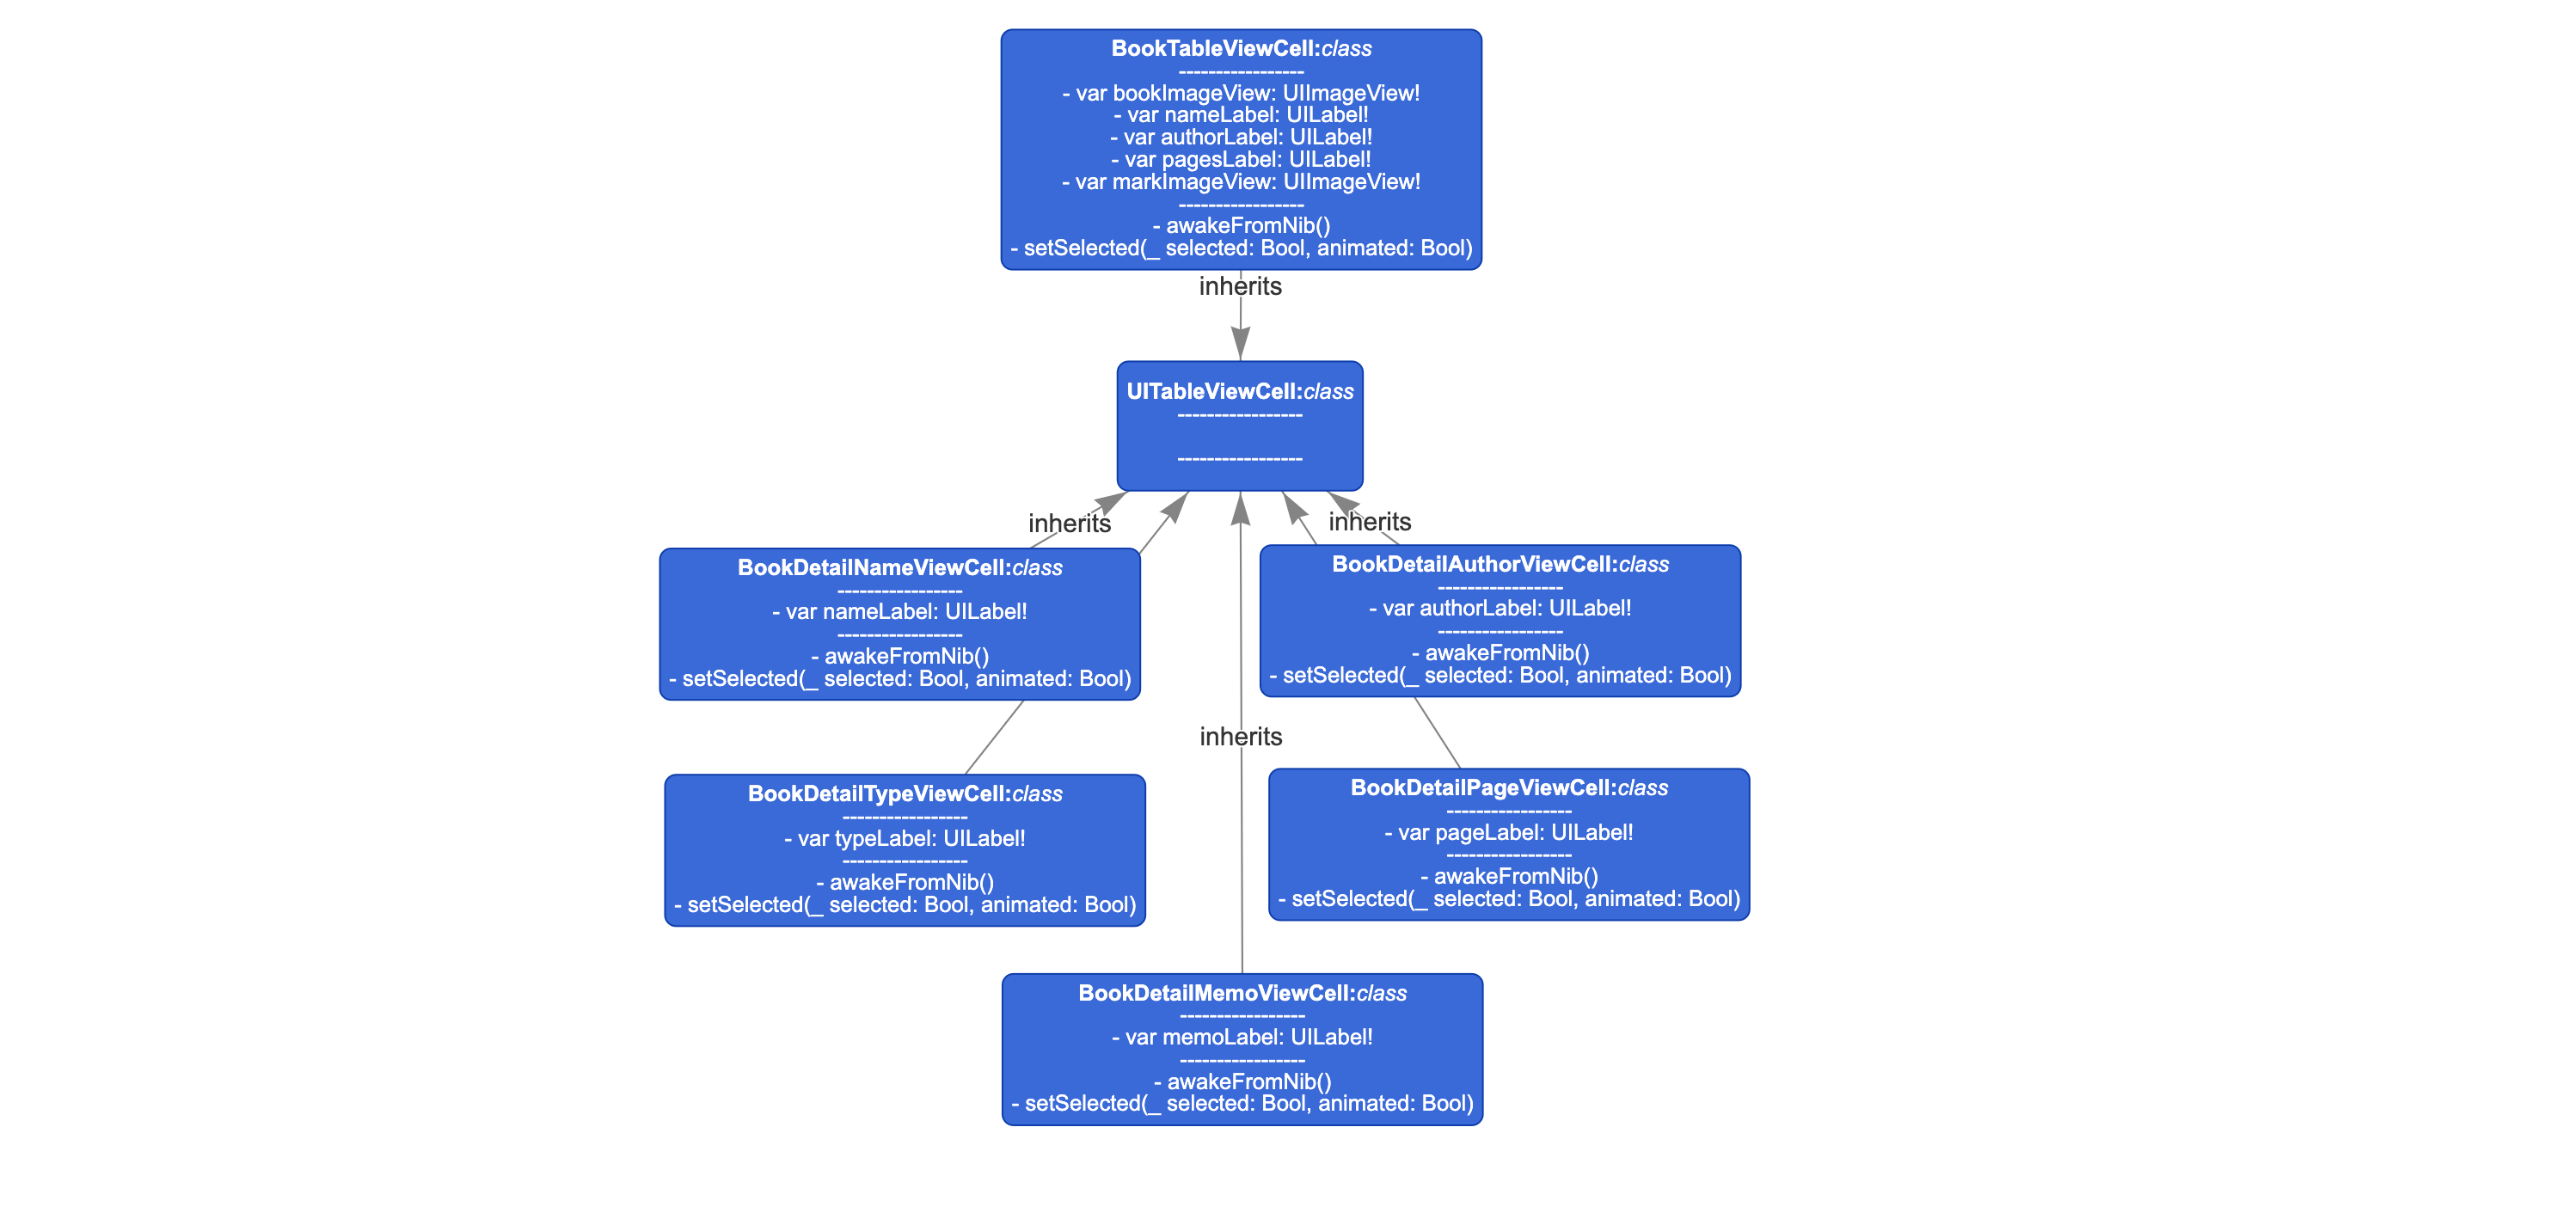 BookTableViewCell:class
-----------------
- var bookImageView: UIImageView!
- var nameLabel: UILabel!
- var authorLabel: UILabel!
- var pagesLabel: UILabel!
- var markImageView: UIImageView!
-----------------
- awakeFromNib()
- setSelected(_ selected: Bool, animated: Bool)
inherits
UITableViewCell:class
-----------------
-----------------
inherits
inherits
BookDetailNameViewCell:class
-----------------
- var nameLabel: UILabel!
-----------------
- awakeFromNib()
- setSelected(_ selected: Bool, animated: Bool)
BookDetailAuthorViewCell:class
-----------------
- var authorLabel: UILabel!
-----------------
- awakeFromNib()
- setSelected(_ selected: Bool, animated: Bool)
inherits
BookDetailTypeViewCell:class
-----------------
- var typeLabel: UILabel!
-----------------
- awakeFromNib()
- setSelected(_ selected: Bool, animated: Bool)
BookDetailPageViewCell:class
-----------------
- var pageLabel: UILabel!
-----------------
- awakeFromNib()
- setSelected(_ selected: Bool, animated: Bool)
BookDetailMemoViewCell:class
-----------------
- var memoLabel: UILabel!
-----------------
- awakeFromNib()
- setSelected(_ selected: Bool, animated: Bool)